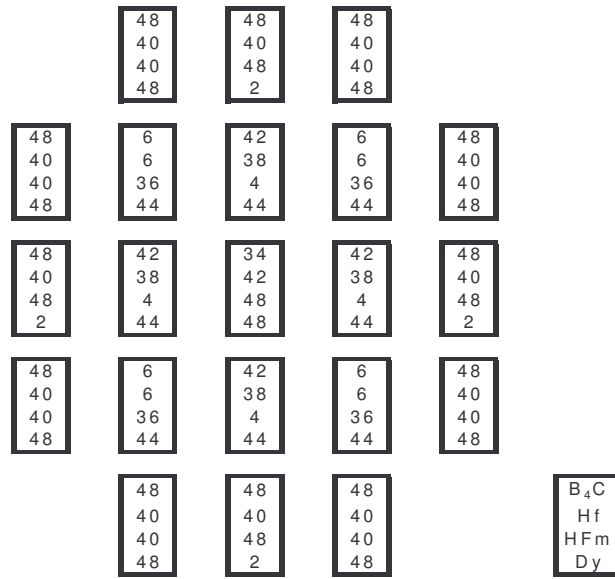 48 48 48
40 40 40
40 48 40
48 2 48
48 6 42 6 48
40 6 38 6 40
40 36 4 36 40
48 44 44 44 48
48 42 34 42 48
40 38 42 38 40
48 4 48 4 48
2 44 48 44 2
48 6 42 6 48
40 6 38 6 40
40 36 4 36 40
48 44 44 44 48
48 48 48 B₄C
40 40 40 Hf
40 48 40 HFm
48 2 48 Dy